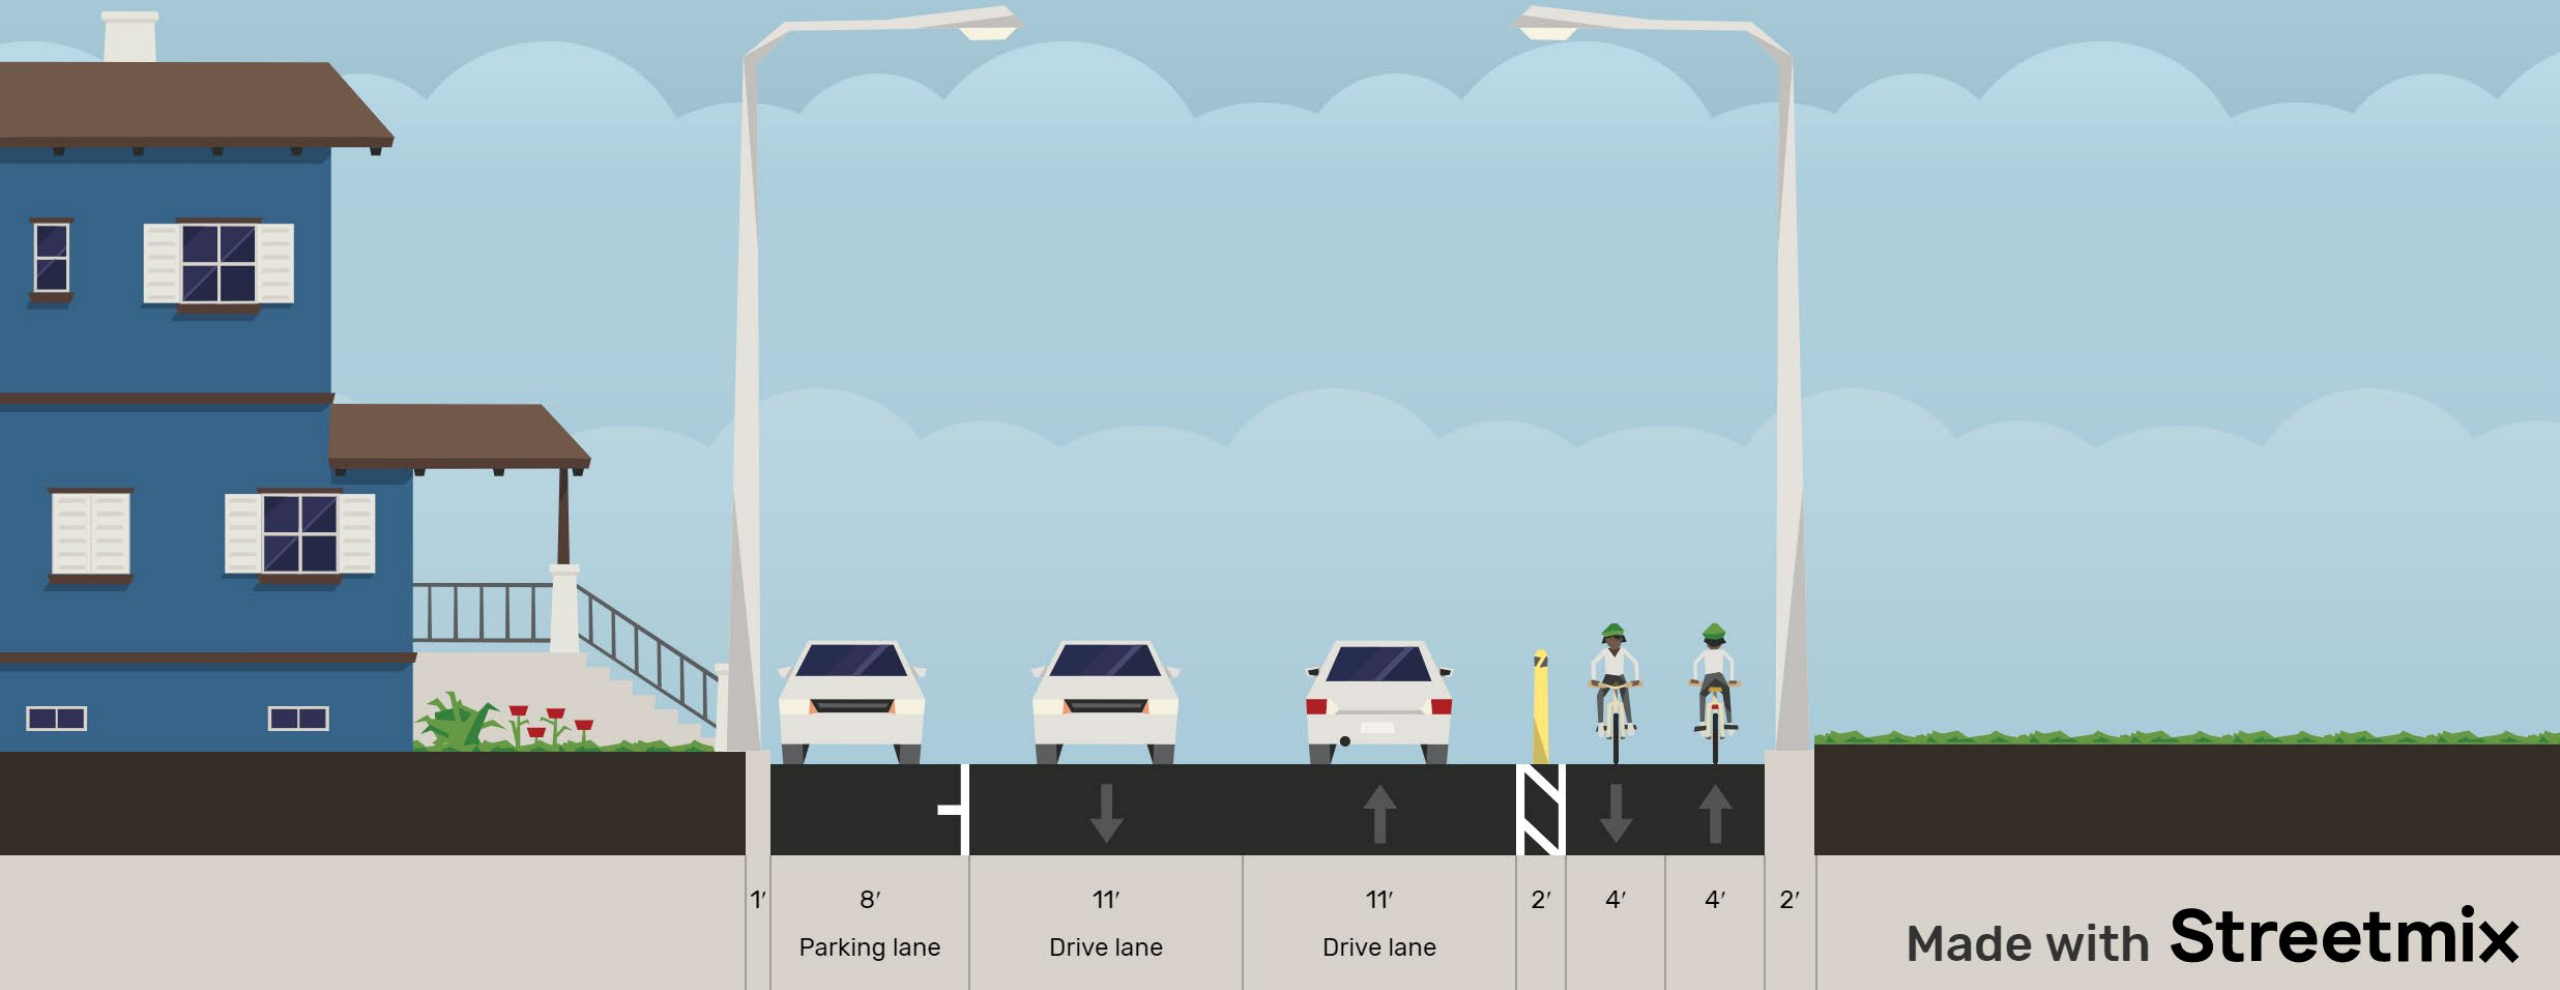 1′ 8′ 11′ 11′ 2′ 4′ 4′ 2′
Parking lane Drive lane Drive lane
Made with Streetmix